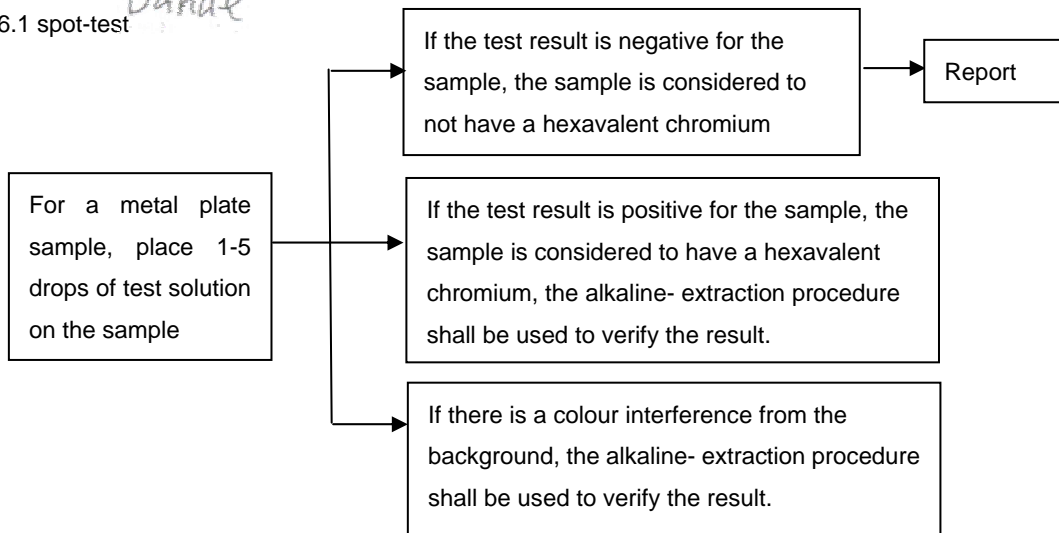 6.1 spot-test
For a metal plate
sample, place 1-5
drops of test solution
on the sample
If the test result is negative for the
sample, the sample is considered to
not have a hexavalent chromium
Report
If the test result is positive for the sample, the
sample is considered to have a hexavalent
chromium, the alkaline- extraction procedure
shall be used to verify the result.
If there is a colour interference from the
background, the alkaline- extraction procedure
shall be used to verify the result.